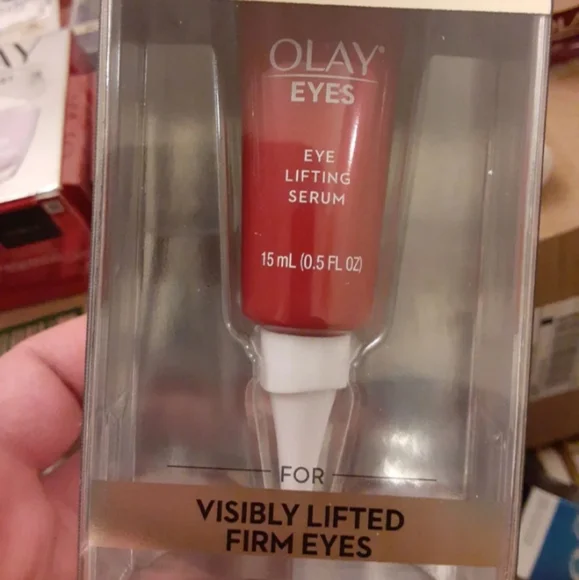 OLAY®
EYES
EYE
LIFTING
SERUM
15 mL (0.5 FL OZ)
FOR
VISIBLY LIFTED
FIRM EYES